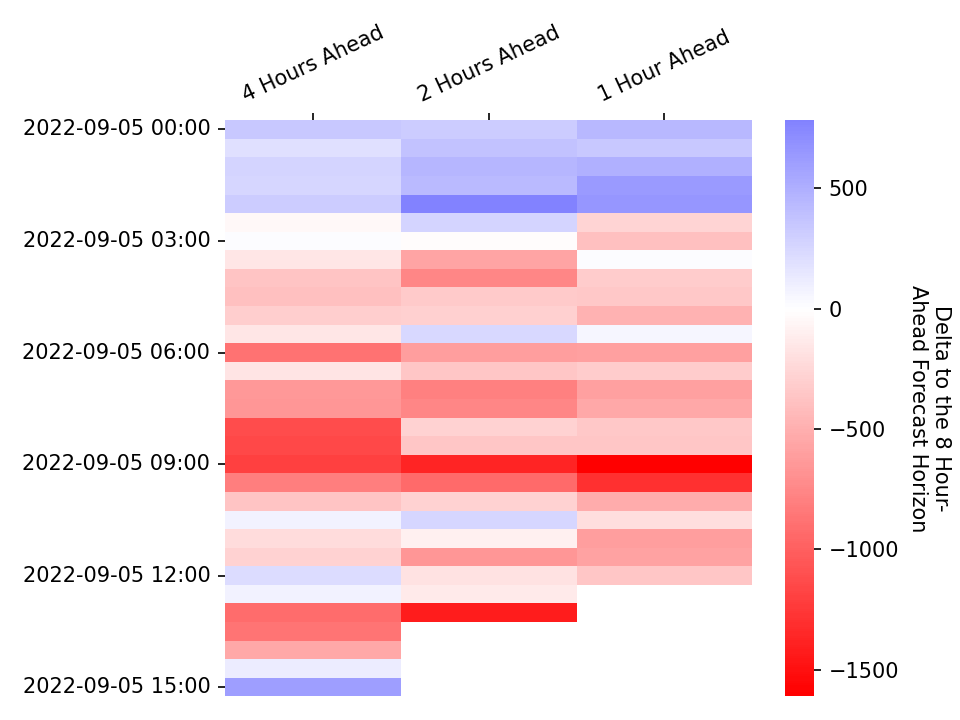 4 Hours Ahead
2 Hours Ahead
1 Hour Ahead
2022-09-05 00:00
2022-09-05 03:00
2022-09-05 06:00
2022-09-05 09:00
2022-09-05 12:00
2022-09-05 15:00
500
0
−500
−1000
−1500
Delta to the 8 Hour-
Ahead Forecast Horizon